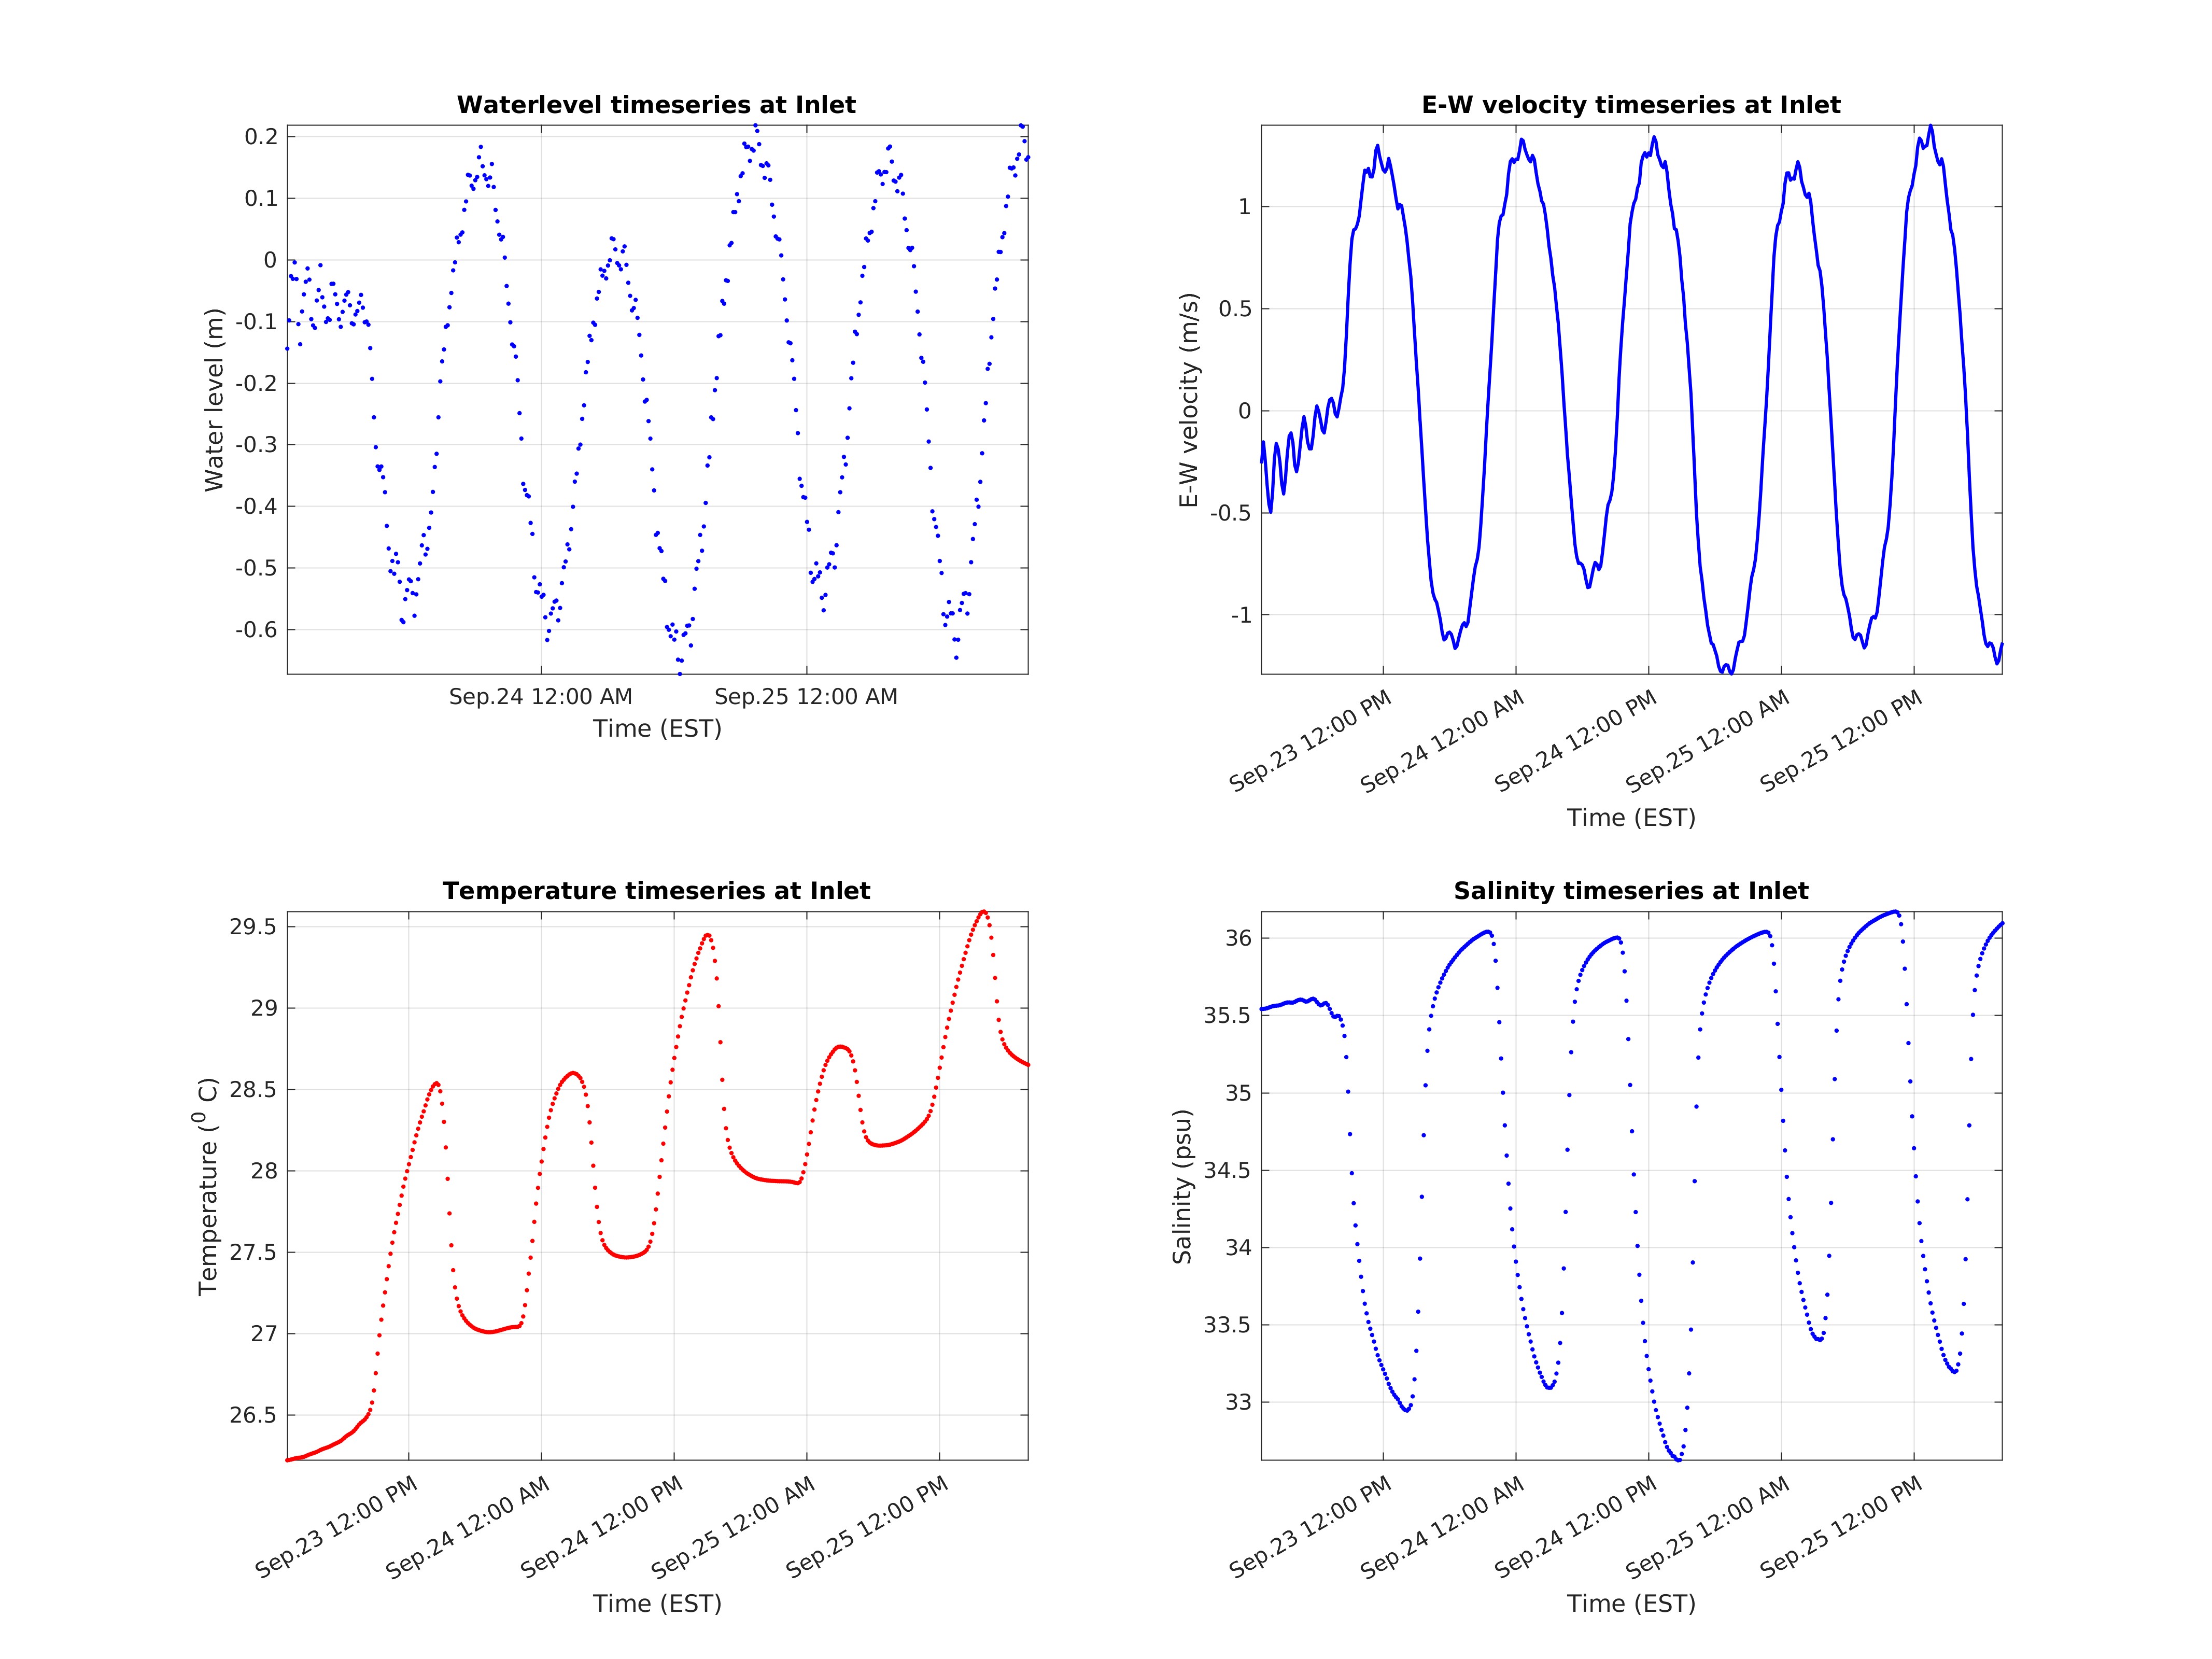 Waterlevel timeseries at Inlet
0.2
0.1
0
-0.1
-0.2
-0.3
-0.4
-0.5
-0.6
Water level (m)
Sep.24 12:00 AM
Sep.25 12:00 AM
Time (EST)
E-W velocity timeseries at Inlet
1
0.5
0
-0.5
-1
E-W velocity (m/s)
Sep.23 12:00 PM
Sep.24 12:00 AM
Sep.24 12:00 PM
Sep.25 12:00 AM
Sep.25 12:00 PM
Time (EST)
Temperature timeseries at Inlet
29.5
29
28.5
28
27.5
27
26.5
Temperature (⁰ C)
Sep.23 12:00 PM
Sep.24 12:00 AM
Sep.24 12:00 PM
Sep.25 12:00 AM
Sep.25 12:00 PM
Time (EST)
Salinity timeseries at Inlet
36
35.5
35
34.5
34
33.5
33
Salinity (psu)
Sep.23 12:00 PM
Sep.24 12:00 AM
Sep.24 12:00 PM
Sep.25 12:00 AM
Sep.25 12:00 PM
Time (EST)